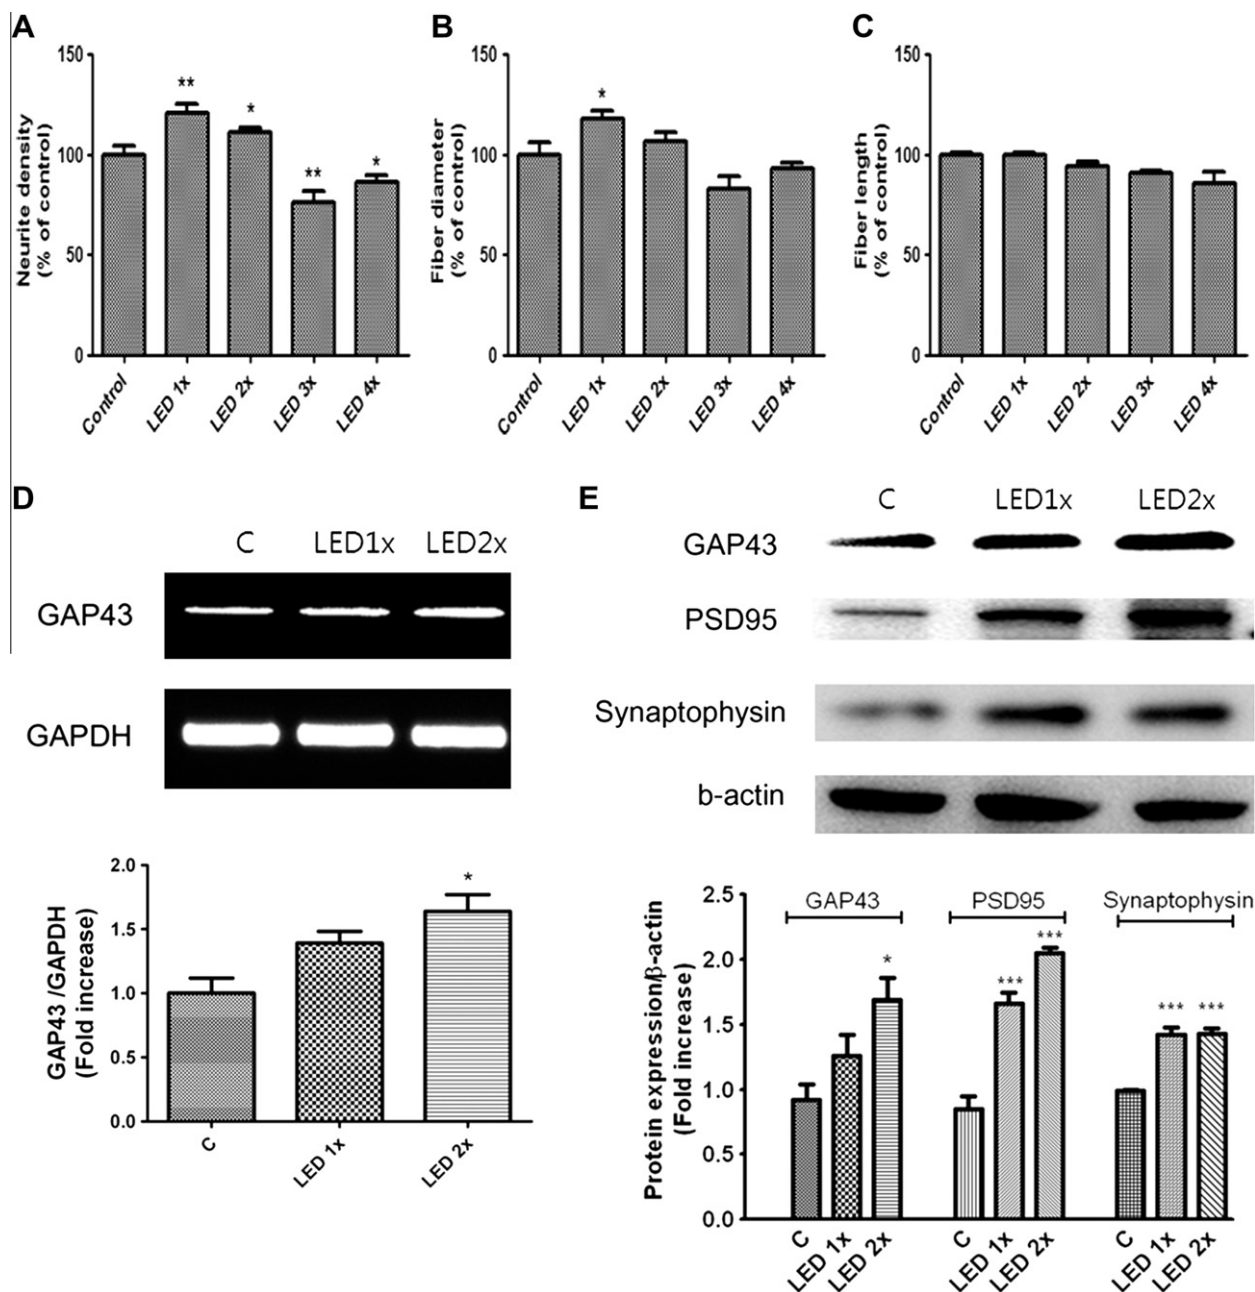 A
B
C
150
100
50
0
Neurite density
(% of control)
**
*
**
*
Control
LED 1x
LED 2x
LED 3x
LED 4x
150
100
50
0
Fiber diameter
(% of control)
*
Control
LED 1x
LED 2x
LED 3x
LED 4x
150
100
50
0
Fiber length
(% of control)
Control
LED 1x
LED 2x
LED 3x
LED 4x
D
C LED1x LED2x
GAP43
GAPDH
2.0
1.5
1.0
0.5
0.0
GAP43 /GAPDH
(Fold increase)
*
C
LED 1x
LED 2x
E
C LED1x LED2x
GAP43
PSD95
Synaptophysin
b-actin
2.5
2.0
1.5
1.0
0.5
0.0
Protein expression/β-actin
(Fold increase)
GAP43 PSD95 Synaptophysin
*
***
***
***
***
C
LED 1x
LED 2x
C
LED 1x
LED 2x
C
LED 1x
LED 2x